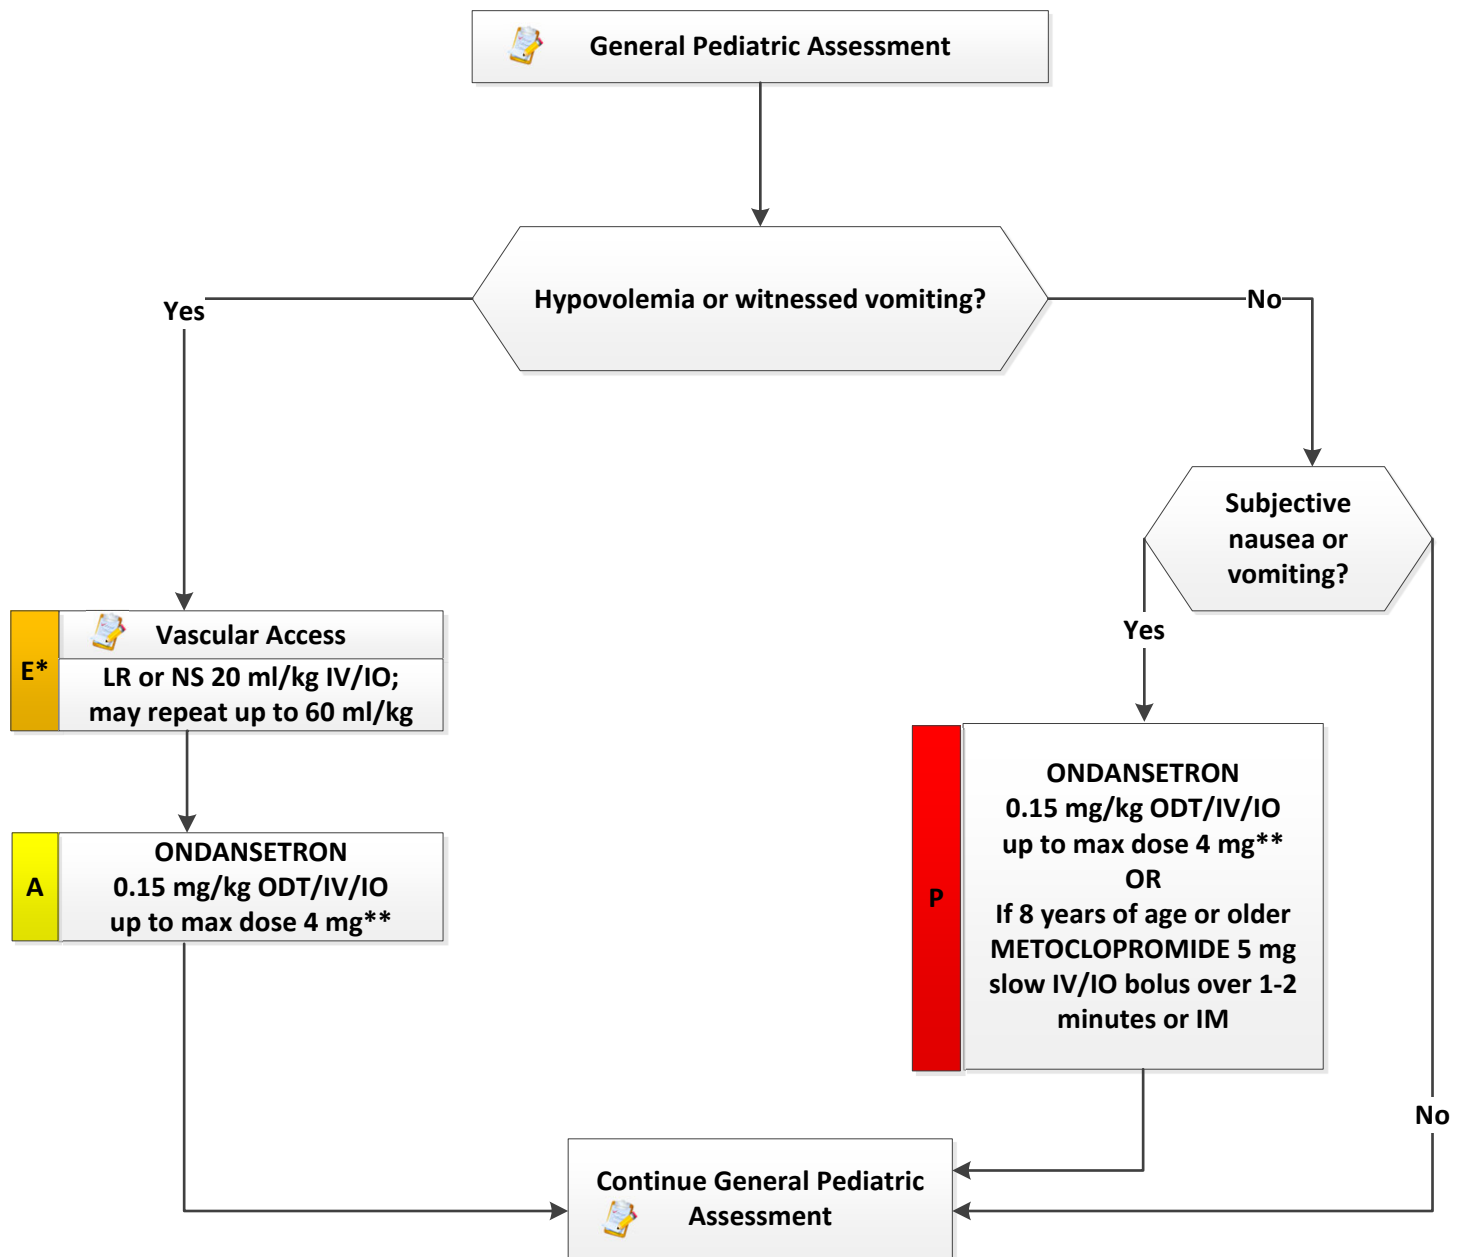 General Pediatric Assessment
Hypovolemia or witnessed vomiting?
Yes
No
Subjective
nausea or
vomiting?
Yes
No
E*
Vascular Access
LR or NS 20 ml/kg IV/IO;
may repeat up to 60 ml/kg
A
ONDANSETRON
0.15 mg/kg ODT/IV/IO
up to max dose 4 mg**
P
ONDANSETRON
0.15 mg/kg ODT/IV/IO
up to max dose 4 mg**
OR
If 8 years of age or older
METOCLOPROMIDE 5 mg
slow IV/IO bolus over 1-2
minutes or IM
Continue General Pediatric
Assessment